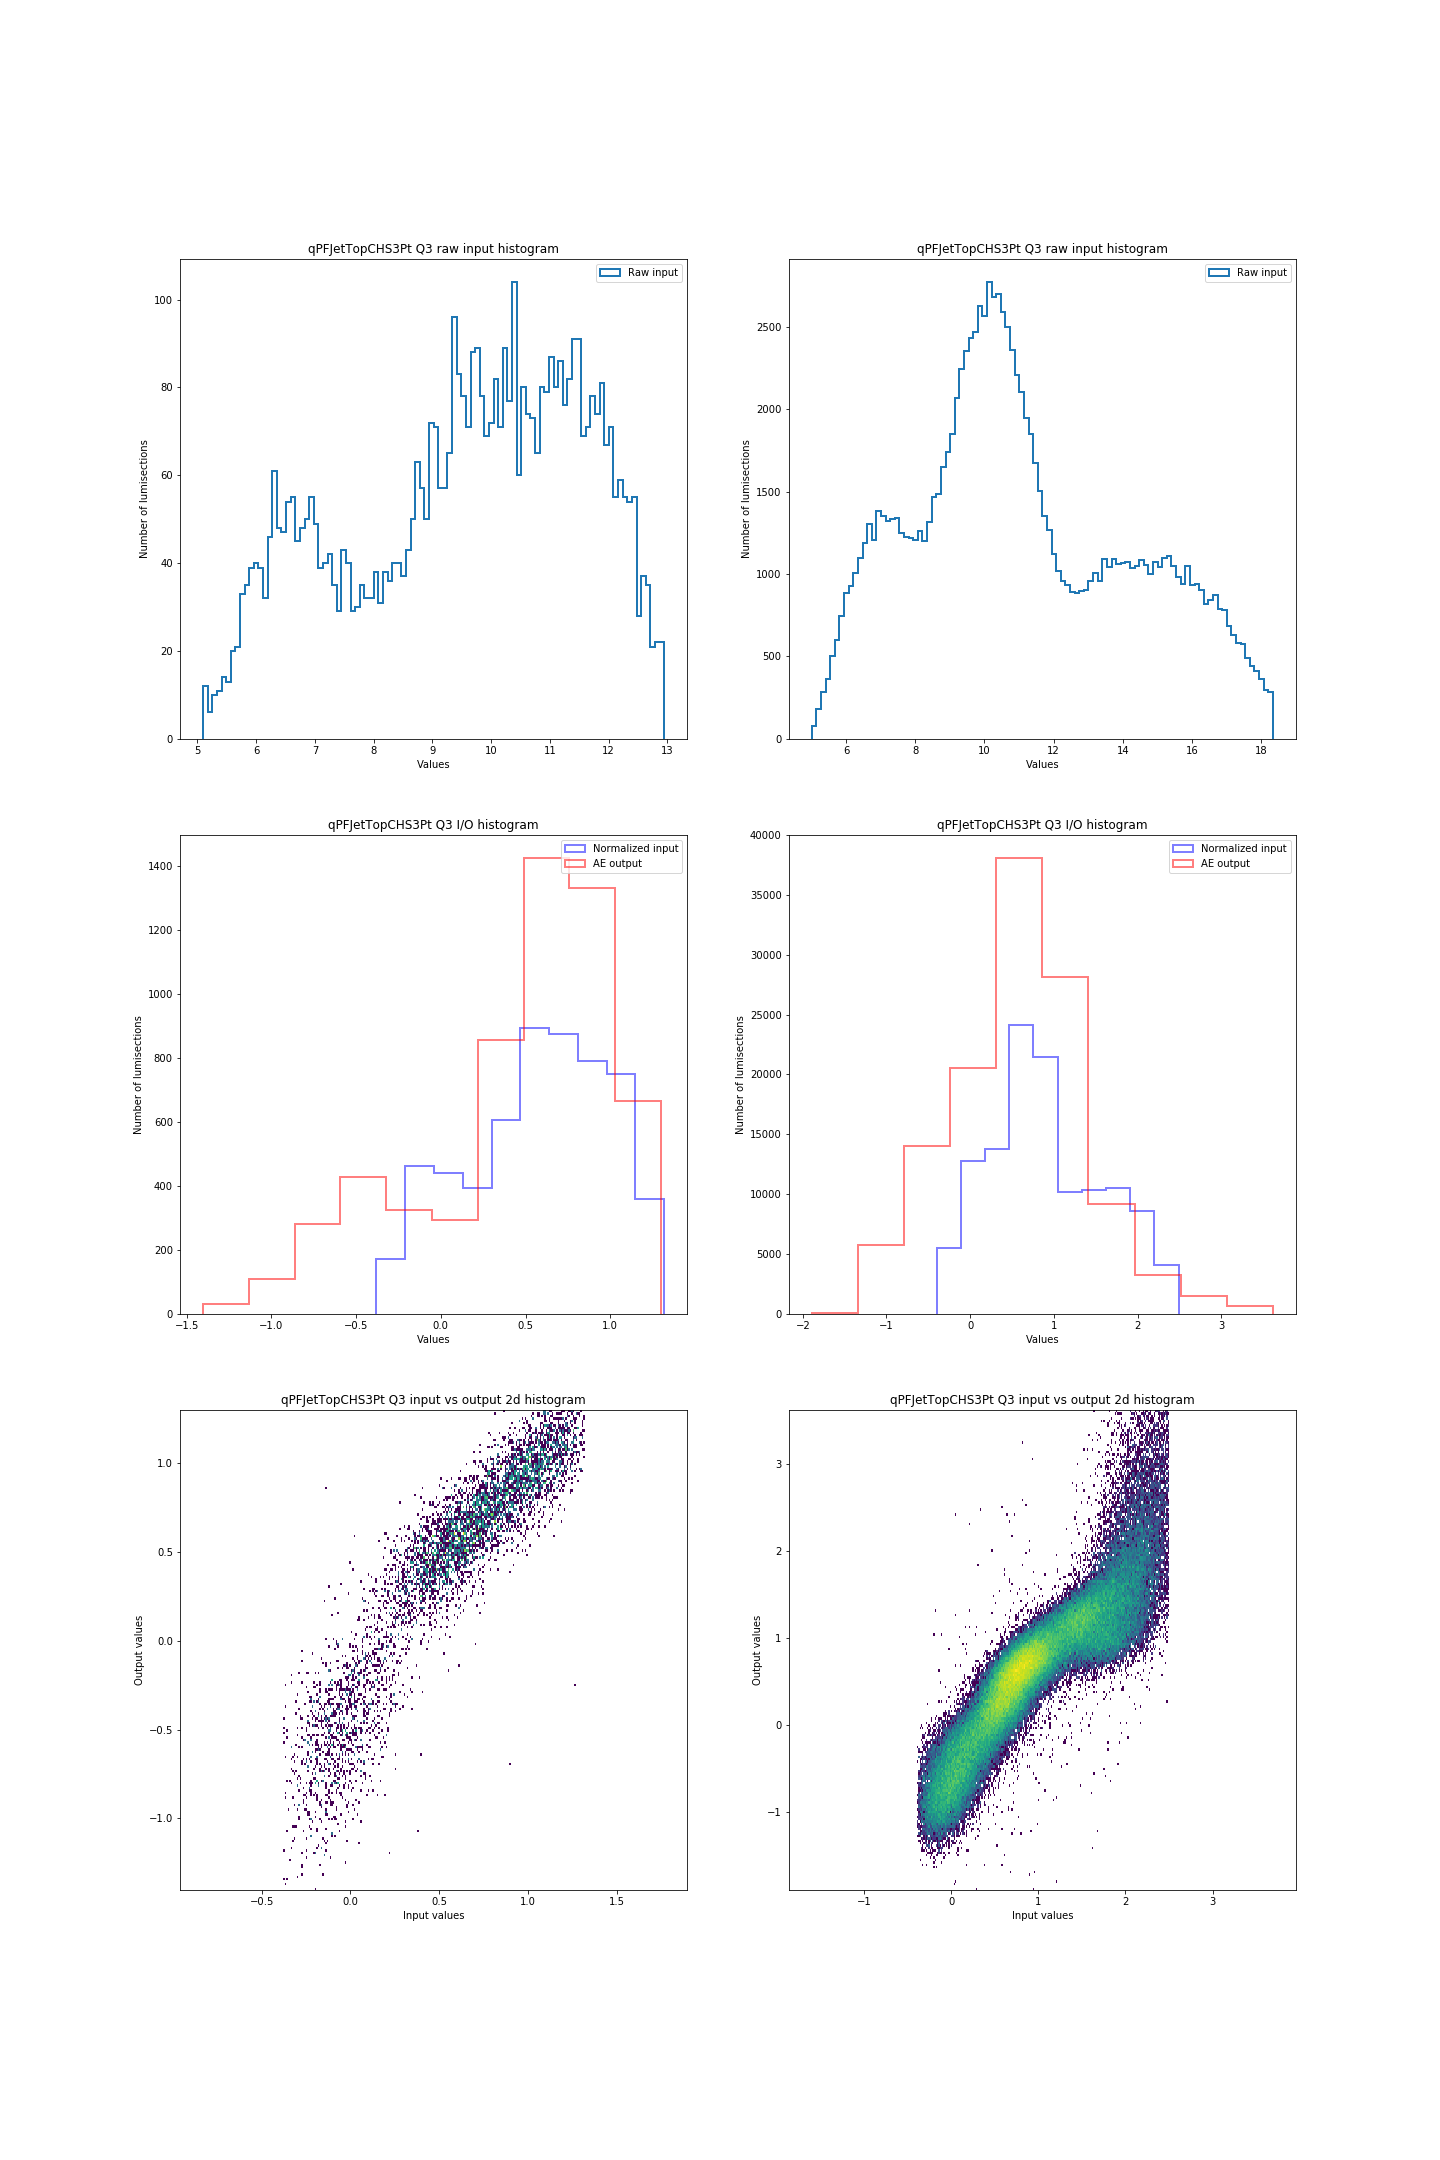 qPFJetTopCHS3Pt Q3 raw input histogram
Raw input
Number of lumisections
100
80
60
40
20
0
5 6 7 8 9 10 11 12 13
Values
qPFJetTopCHS3Pt Q3 raw input histogram
Raw input
Number of lumisections
2500
2000
1500
1000
500
0
6 8 10 12 14 16 18
Values
qPFJetTopCHS3Pt Q3 I/O histogram
Normalized input
AE output
Number of lumisections
1400
1200
1000
800
600
400
200
0
−1.5 −1.0 −0.5 0.0 0.5 1.0
Values
qPFJetTopCHS3Pt Q3 I/O histogram
Normalized input
AE output
Number of lumisections
40000
35000
30000
25000
20000
15000
10000
5000
0
−2 −1 0 1 2 3
Values
qPFJetTopCHS3Pt Q3 input vs output 2d histogram
Output values
1.0
0.5
0.0
−0.5
−1.0
−0.5 0.0 0.5 1.0 1.5
Input values
qPFJetTopCHS3Pt Q3 input vs output 2d histogram
Output values
3
2
1
0
−1
−1 0 1 2 3
Input values